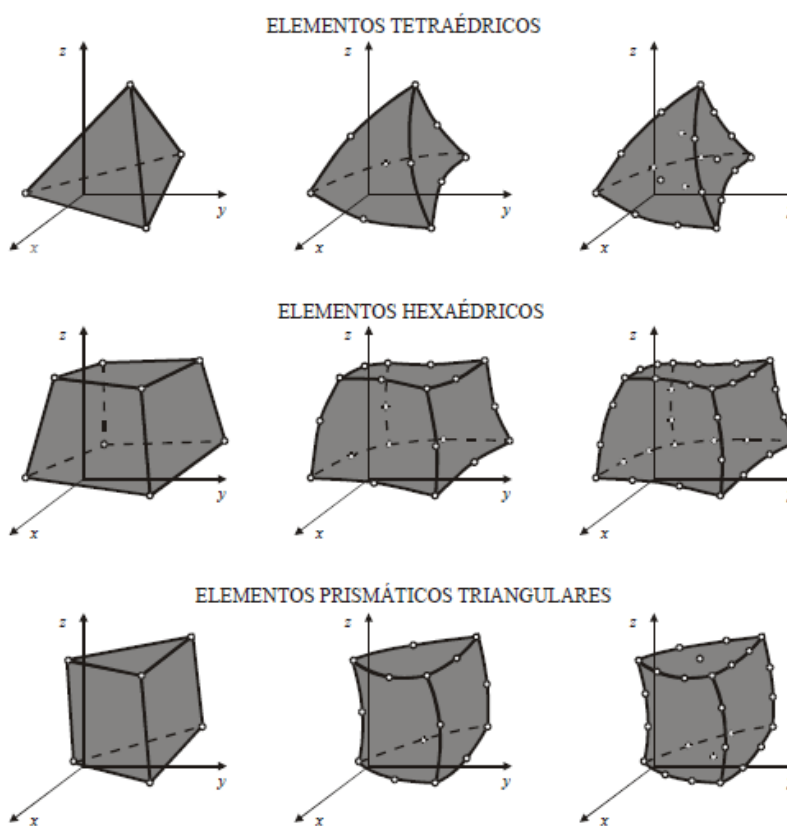 ELEMENTOS TETRAÉDRICOS
z z z
y y
x x x
ELEMENTOS HEXAÉDRICOS
z z z
y y
x x x
ELEMENTOS PRISMÁTICOS TRIANGULARES
z z z
y y
x x x